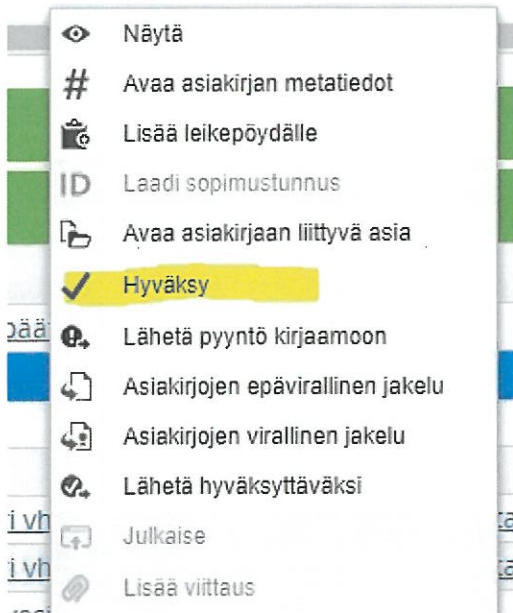 Näytä
# Avaa asiakirjan metatiedot
Lisää leikepöydälle
ID Laadi sopimustunnus
Avaa asiakirjaan liittyvä asia
Hyväksy
Lähetä pyyntö kirjaamoon
Asiakirjojen epävirallinen jakelu
Asiakirjojen virallinen jakelu
Lähetä hyväksyttäväksi
Julkaise
Lisää viittaus